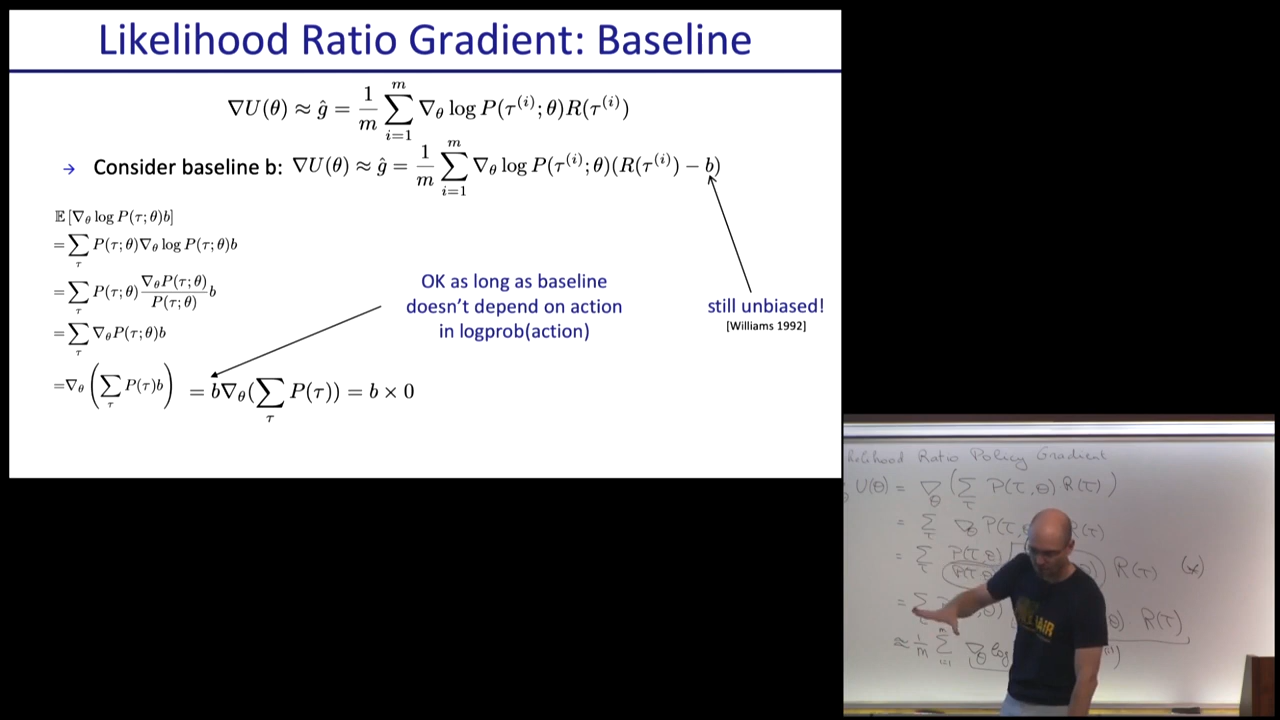 Likelihood Ratio Gradient: Baseline
∇U(θ) ≈ ĝ = 1/m ∑_{i=1}^{m} ∇_θ log P(τ^{(i)}; θ)R(τ^{(i)})
→ Consider baseline b: ∇U(θ) ≈ ĝ = 1/m ∑_{i=1}^{m} ∇_θ log P(τ^{(i)}; θ)(R(τ^{(i)}) − b)
𝔼 [∇_θ log P(τ; θ)b]
= ∑_τ P(τ; θ)∇_θ log P(τ; θ)b
= ∑_τ P(τ; θ) ∇_θ P(τ; θ)/P(τ; θ) b
= ∑_τ ∇_θ P(τ; θ)b
=∇_θ (∑_τ P(τ)b) = b∇_θ(∑_τ P(τ)) = b × 0
OK as long as baseline
doesn't depend on action
in logprob(action)
still unbiased!
[Williams 1992]
Ratio Policy Gradient
U(θ) = ∇_θ (∑_τ P(τ,θ) R(τ))
= ∑_τ ∇_θ P(τ, R(τ)
= ∑_τ P(τ,θ) R(τ) (*)
= ∑ R(τ)
≈ 1/m ∑_{i=1}^{m} ∇_θ log